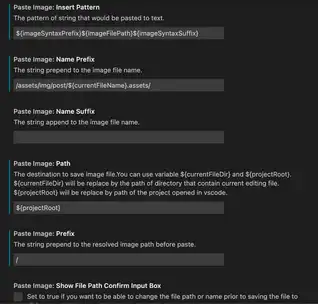 Paste Image: Insert Pattern
The pattern of string that would be pasted to text.
${imageSyntaxPrefix}${imageFilePath}${imageSyntaxSuffix}
Paste Image: Name Prefix
The string prepend to the image file name.
/assets/img/post/${currentFileName}.assets/
Paste Image: Name Suffix
The string append to the image file name.
Paste Image: Path
The destination to save image file.You can use variable ${currentFileDir} and ${projectRoot}.
${currentFileDir} will be replace by the path of directory that contain current editing file.
${projectRoot} will be replace by path of the project opened in vscode.
${projectRoot}
Paste Image: Prefix
The string prepend to the resolved image path before paste.
/
Paste Image: Show File Path Confirm Input Box
Set to true if you want to be able to change the file path or name prior to saving the file to